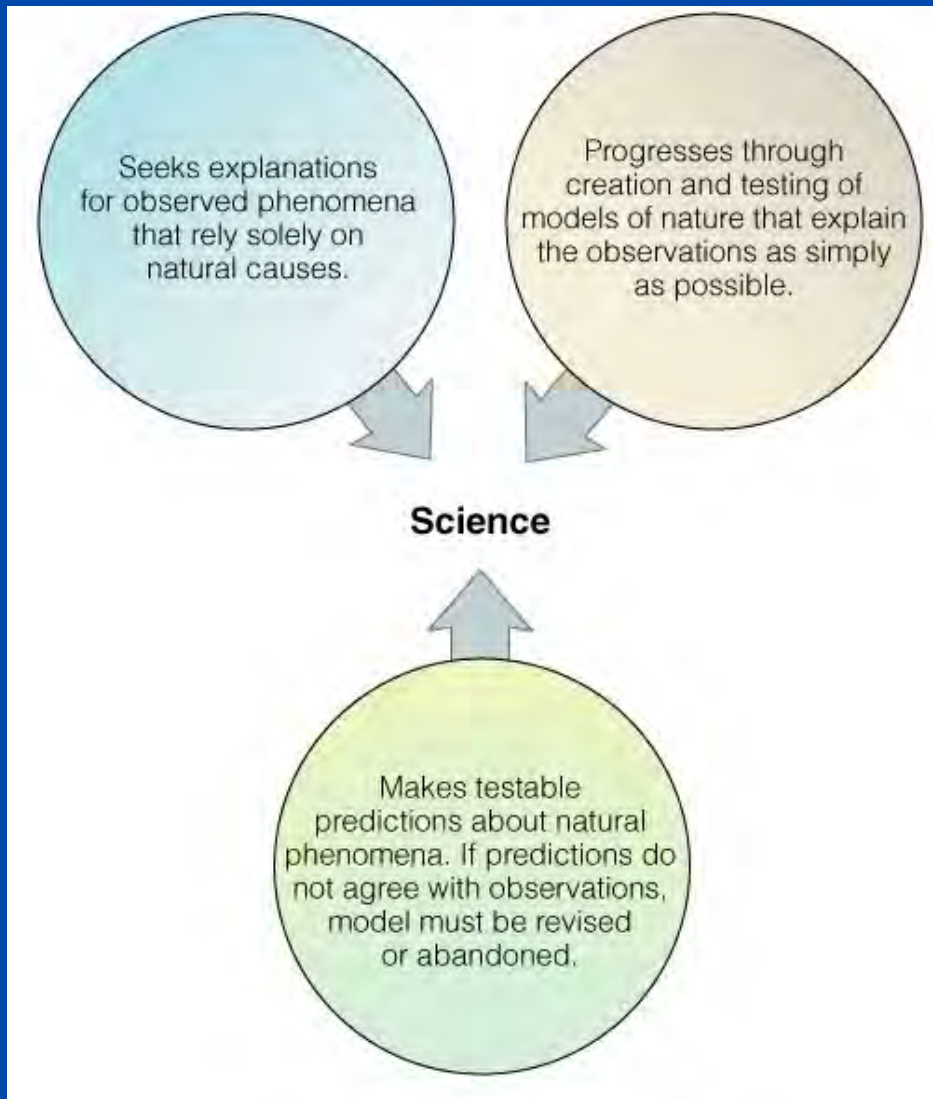 Seeks explanations
for observed phenomena
that rely solely on
natural causes.
Progresses through
creation and testing of
models of nature that explain
the observations as simply
as possible.
Science
Makes testable
predictions about natural
phenomena. If predictions do
not agree with observations,
model must be revised
or abandoned.